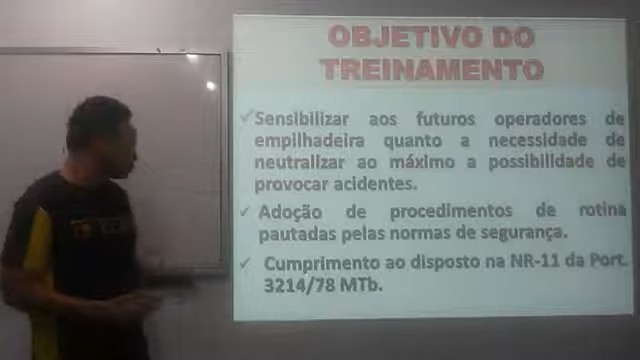 OBJETIVO DO
TREINAMENTO
Sensibilizar aos futuros operadores de
empilhadeira quanto a necessidade de
neutralizar ao máximo a possibilidade de
provocar acidentes.
Adoção de procedimentos de rotina
pautadas pelas normas de segurança.
Cumprimento ao disposto na NR-11 da Port.
3214/78 MTb.